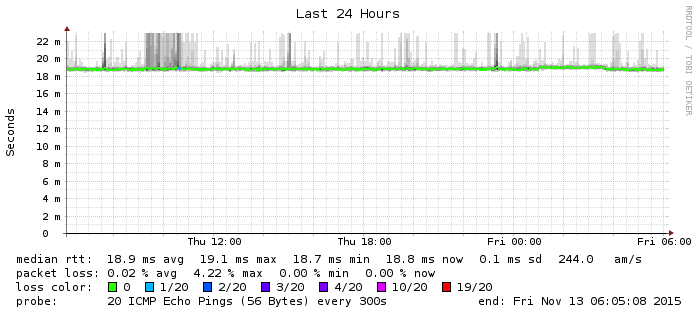 Last 24 Hours
RRDTOOL / TOBI OETIKER
Seconds
22 m
20 m
18 m
16 m
14 m
12 m
10 m
8 m
6 m
4 m
2 m
0
Thu 12:00 Thu 18:00 Fri 00:00 Fri 06:00
median rtt: 18.9 ms avg 19.1 ms max 18.7 ms min 18.8 ms now 0.1 ms sd 244.0 am/s
packet loss: 0.02 % avg 4.22 % max 0.00 % min 0.00 % now
loss color: 0 1/20 2/20 3/20 4/20 10/20 19/20
probe: 20 ICMP Echo Pings (56 Bytes) every 300s end: Fri Nov 13 06:05:08 2015